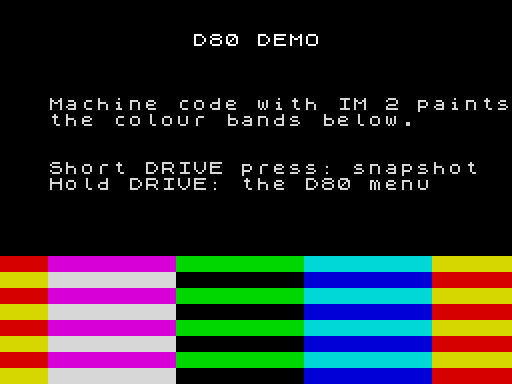 D80 DEMO
Machine code with IM 2 paints
the colour bands below.
Short DRIVE press: snapshot
Hold DRIVE: the D80 menu